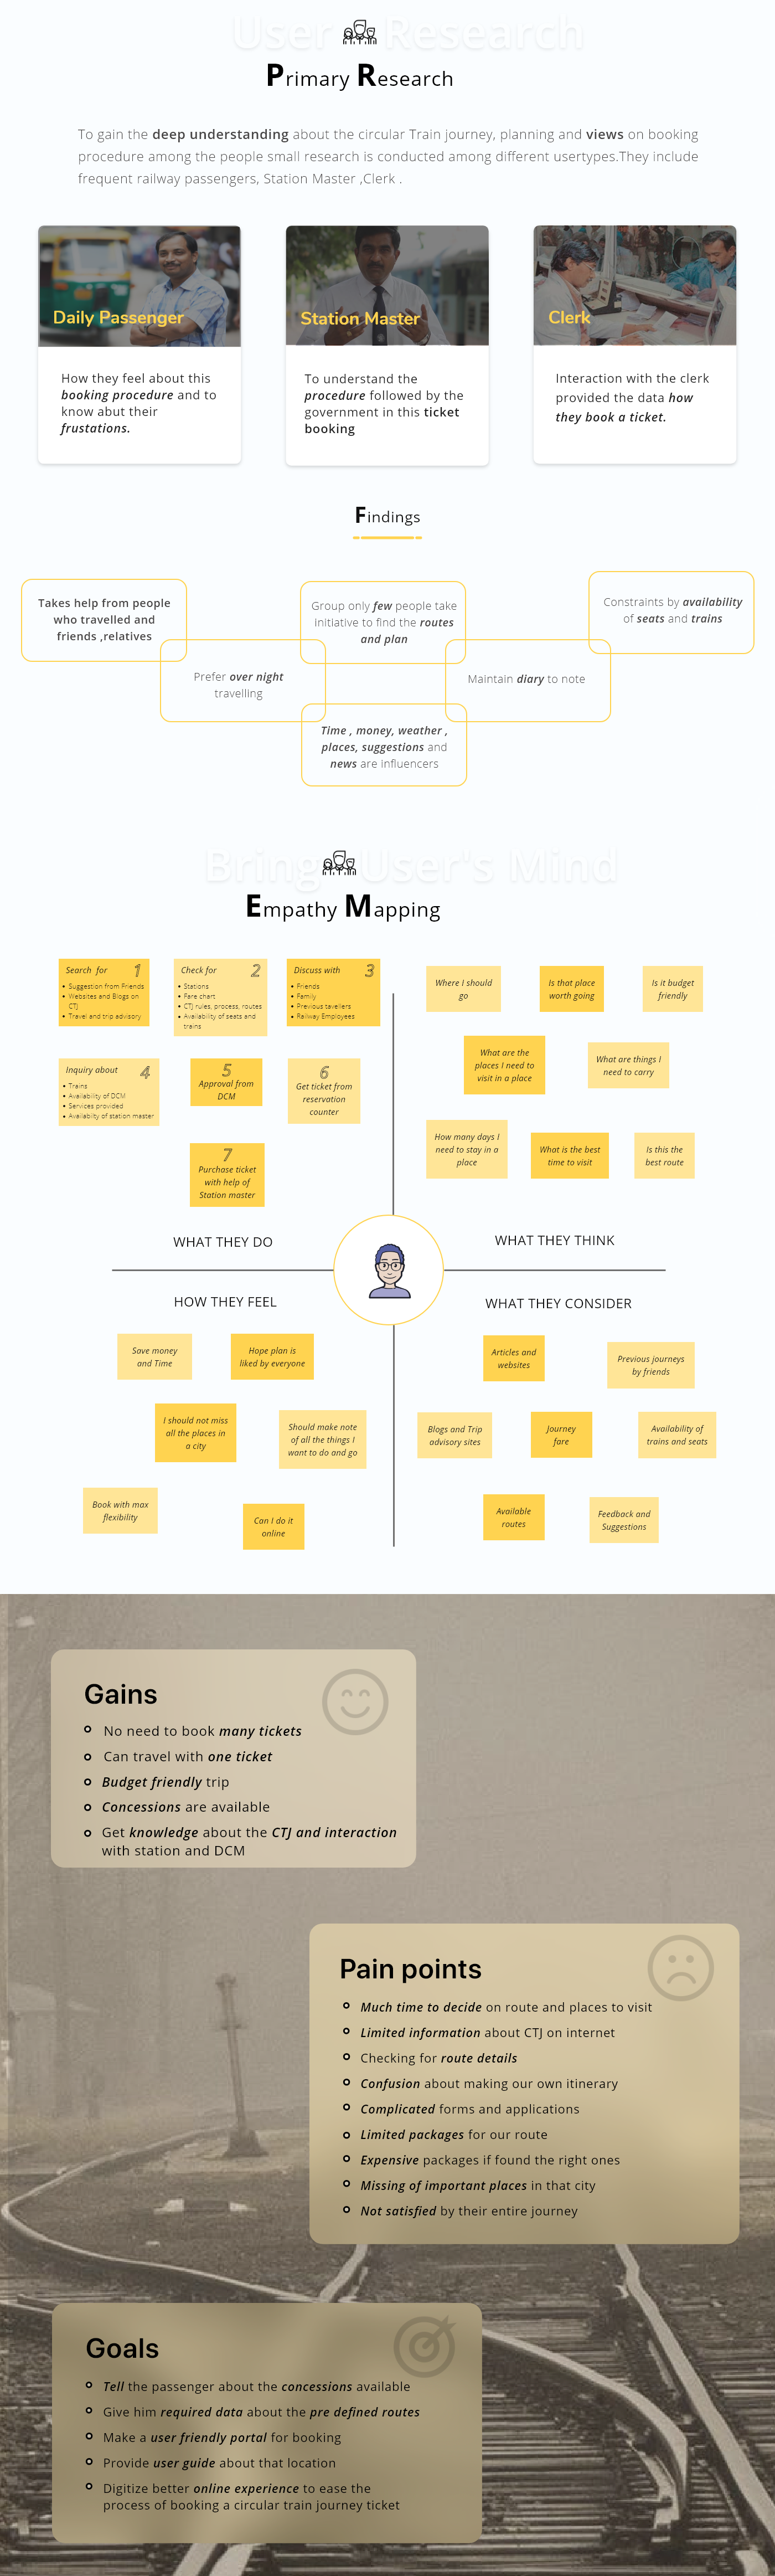 User Research
Primary Research
To gain the deep understanding about the circular Train journey, planning and views on booking
procedure among the people small research is conducted among different usertypes.They include
frequent railway passengers, Station Master ,Clerk .
Daily Passenger
How they feel about this
booking procedure and to
know abut their
frustations.
Station Master
To understand the
procedure followed by the
government in this ticket
booking
Clerk
Interaction with the clerk
provided the data how
they book a ticket.
Findings
Takes help from people
who travelled and
friends ,relatives
Prefer over night
travelling
Group only few people take
initiative to find the routes
and plan
Time , money, weather ,
places, suggestions and
news are influencers
Maintain diary to note
Constraints by availability
of seats and trains
Bring User's Mind
Empathy Mapping
Search for 1
Suggestion from Friends
Websites and Blogs on
CTJ
Travel and trip advisory
Check for 2
Stations
Fare chart
CTJ rules, process, routes
Availability of seats and
trains
Discuss with 3
Friends
Family
Previous tavellers
Railway Employees
Inquiry about 4
Trains
Availability of DCM
Services provided
Availabilty of station master
5
Approval from
DCM
6
Get ticket from
reservation
counter
7
Purchase ticket
with help of
Station master
WHAT THEY DO
Where I should
go
Is that place
worth going
Is it budget
friendly
What are the
places I need to
visit in a place
What are things I
need to carry
How many days I
need to stay in a
place
What is the best
time to visit
Is this the
best route
WHAT THEY THINK
HOW THEY FEEL
Save money
and Time
Hope plan is
liked by everyone
I should not miss
all the places in
a city
Should make note
of all the things I
want to do and go
Book with max
flexibility
Can I do it
online
WHAT THEY CONSIDER
Articles and
websites
Previous journeys
by friends
Blogs and Trip
advisory sites
Journey
fare
Availability of
trains and seats
Available
routes
Feedback and
Suggestions
Gains
No need to book many tickets
Can travel with one ticket
Budget friendly trip
Concessions are available
Get knowledge about the CTJ and interaction
with station and DCM
Pain points
Much time to decide on route and places to visit
Limited information about CTJ on internet
Checking for route details
Confusion about making our own itinerary
Complicated forms and applications
Limited packages for our route
Expensive packages if found the right ones
Missing of important places in that city
Not satisfied by their entire journey
Goals
Tell the passenger about the concessions available
Give him required data about the pre defined routes
Make a user friendly portal for booking
Provide user guide about that location
Digitize better online experience to ease the
process of booking a circular train journey ticket